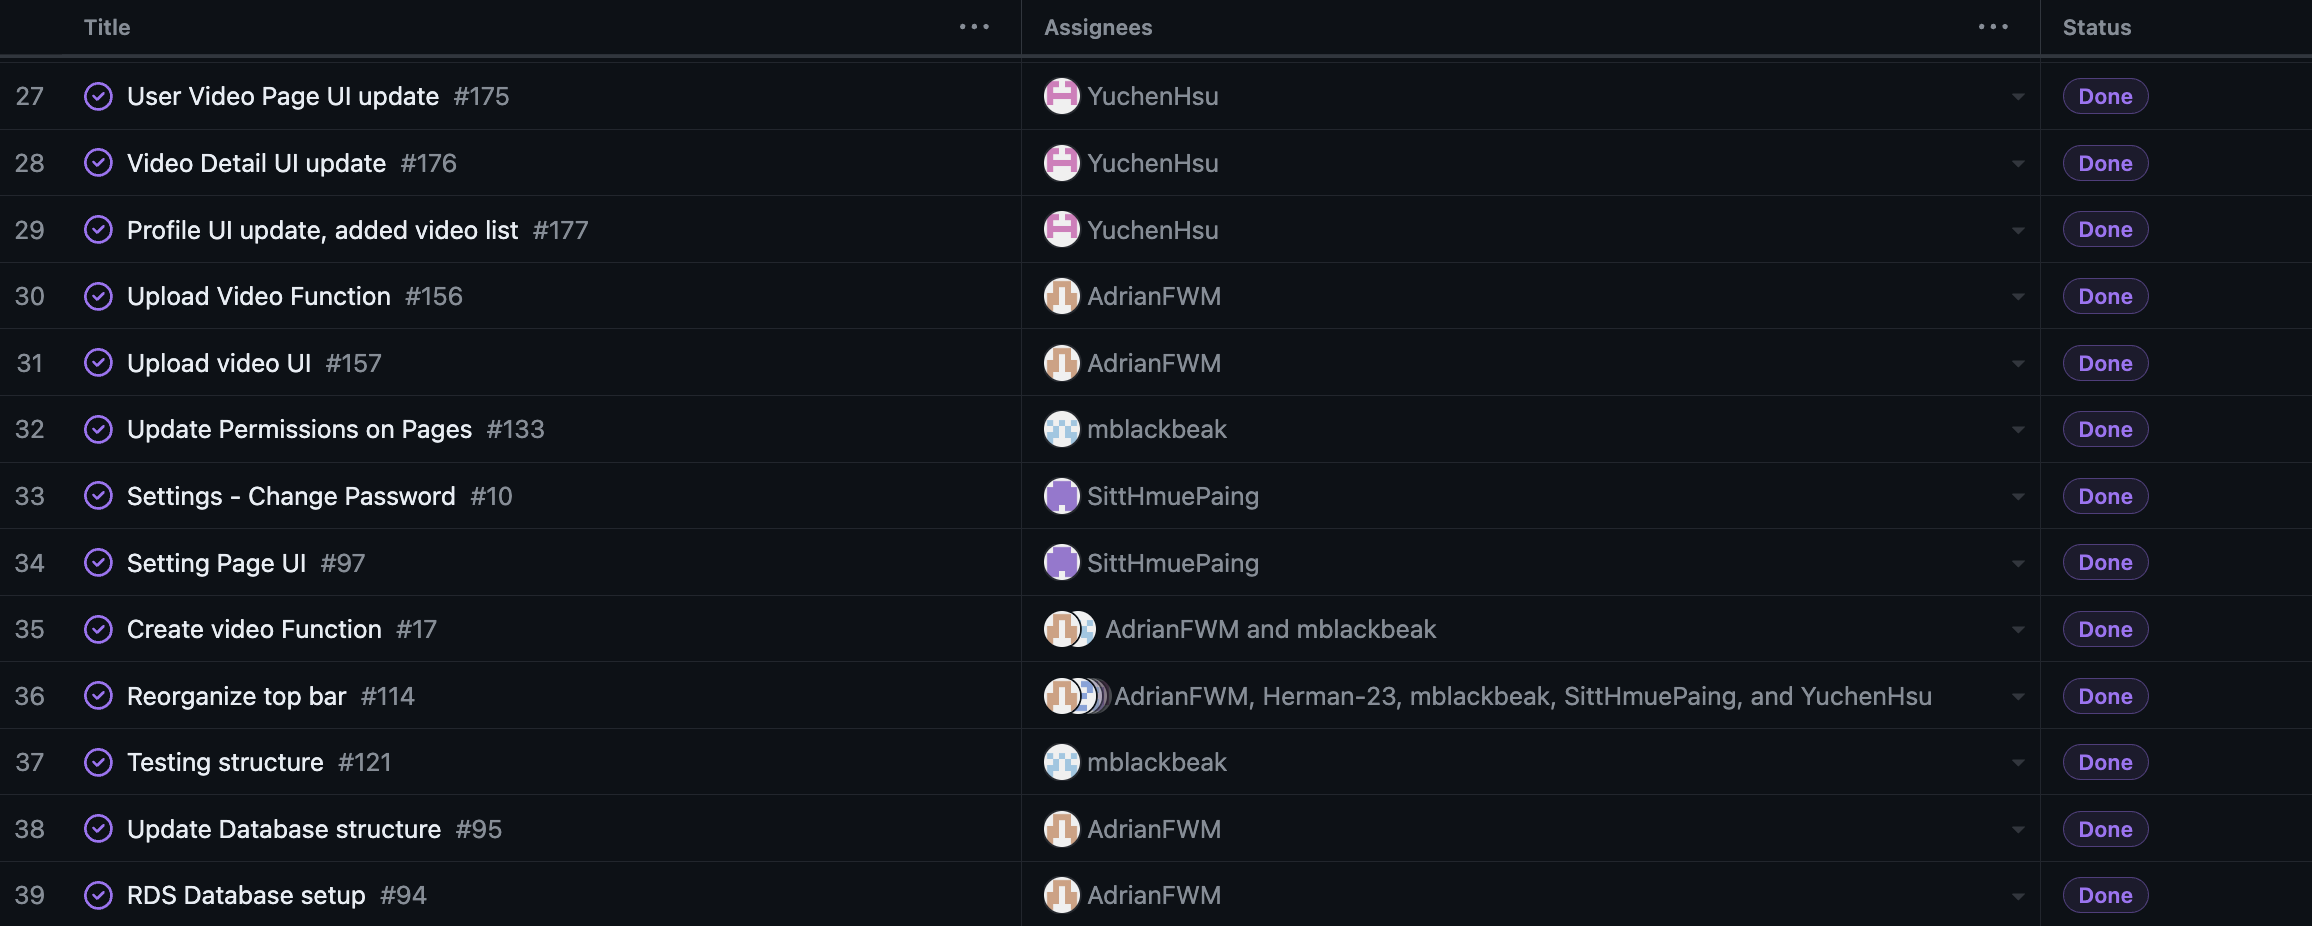 Title ... Assignees ... Status
27 User Video Page UI update #175 YuchenHsu Done
28 Video Detail UI update #176 YuchenHsu Done
29 Profile UI update, added video list #177 YuchenHsu Done
30 Upload Video Function #156 AdrianFWM Done
31 Upload video UI #157 AdrianFWM Done
32 Update Permissions on Pages #133 mblackbeak Done
33 Settings - Change Password #10 SittHmuePaing Done
34 Setting Page UI #97 SittHmuePaing Done
35 Create video Function #17 AdrianFWM and mblackbeak Done
36 Reorganize top bar #114 AdrianFWM, Herman-23, mblackbeak, SittHmuePaing, and YuchenHsu Done
37 Testing structure #121 mblackbeak Done
38 Update Database structure #95 AdrianFWM Done
39 RDS Database setup #94 AdrianFWM Done